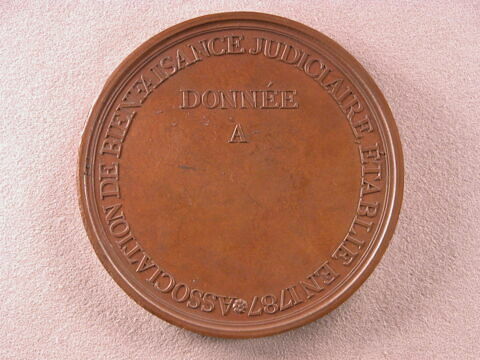 ASSOCIATION DE BIENFAISANCE JUDICIAIRE, ÉTABLIE EN 1787
DONNÉE
A